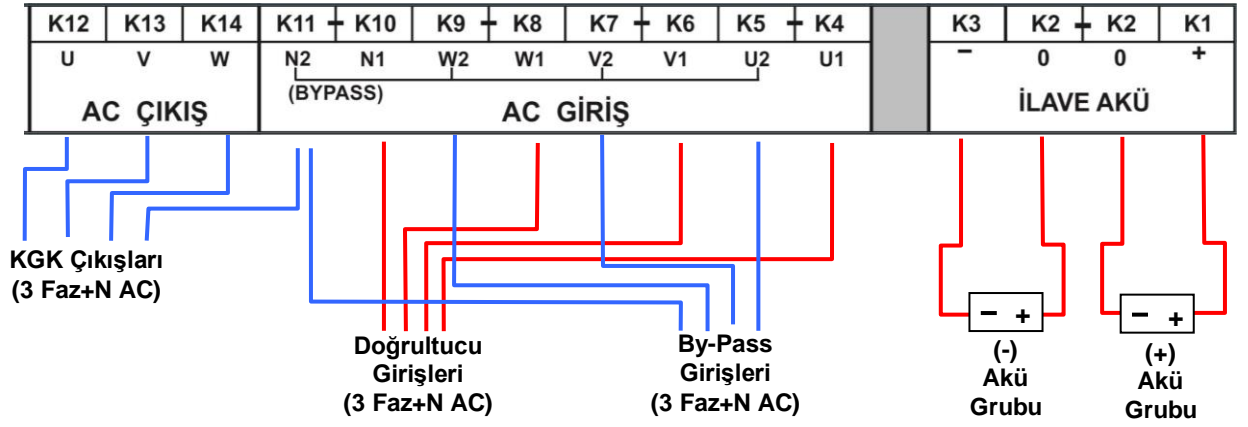 K12 K13 K14 K11 K10 K9 K8 K7 K6 K5 K4 K3 K2 K2 K1
U V W N2 N1 W2 W1 V2 V1 U2 U1 − 0 0 +
(BYPASS)
AC ÇIKIŞ AC GİRİŞ İLAVE AKÜ
KGK Çıkışları
(3 Faz+N AC)
Doğrultucu
Girişleri
(3 Faz+N AC)
By-Pass
Girişleri
(3 Faz+N AC)
− +
(-)
Akü
Grubu
− +
(+)
Akü
Grubu